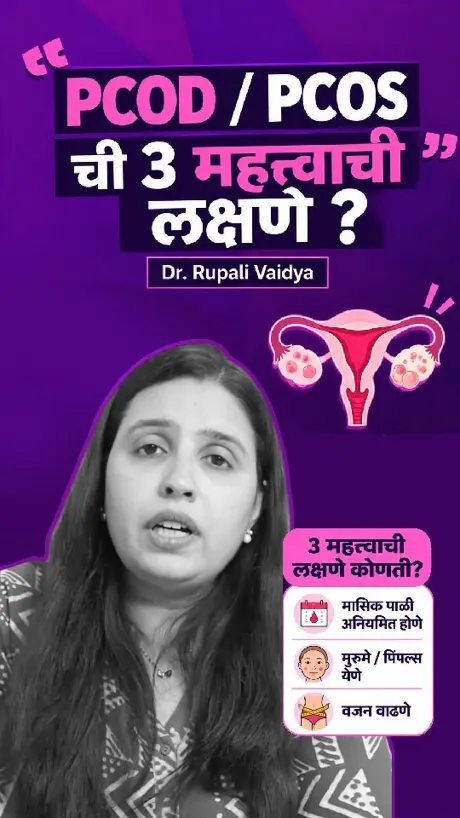 “
PCOD / PCOS
ची 3 महत्त्वाची ”
लक्षणे ?
Dr. Rupali Vaidya
3 महत्वाची
लक्षणे कोणती?
मासिक पाळी
अनियमित होणे
मुरुमे / पिंपल्स
येणे
वजन वाढणे